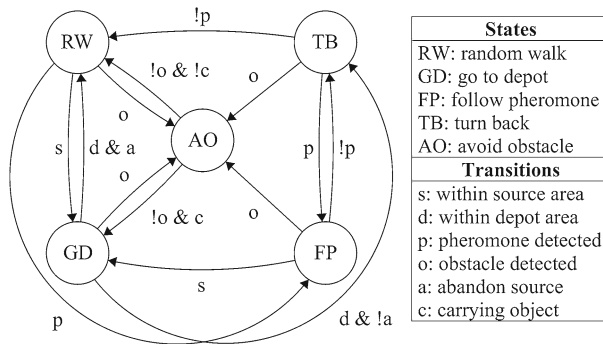 !p
RW
TB
!o & !c
o
o
AO
s
d & a
o
p
!p
!o & c
o
GD
FP
s
p
d & !a
States
RW: random walk
GD: go to depot
FP: follow pheromone
TB: turn back
AO: avoid obstacle
Transitions
s: within source area
d: within depot area
p: pheromone detected
o: obstacle detected
a: abandon source
c: carrying object